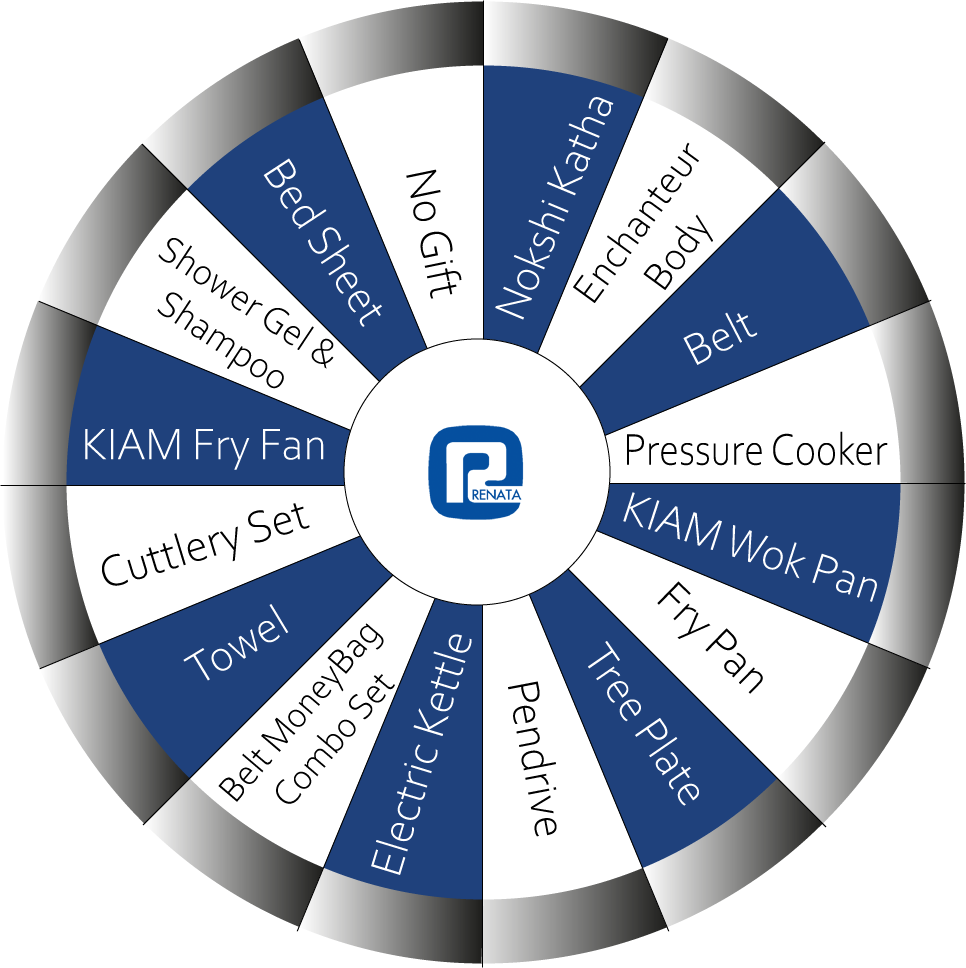 Nokshi Katha
Enchanteur
Body
Belt
Pressure Cooker
KIAM Wok Pan
Fry Pan
Tree Plate
Pendrive
Electric Kettle
Belt MoneyBag
Combo Set
Towel
Cuttlery Set
KIAM Fry Fan
Shower Gel &
Shampoo
Bed Sheet
No Gift
RENATA